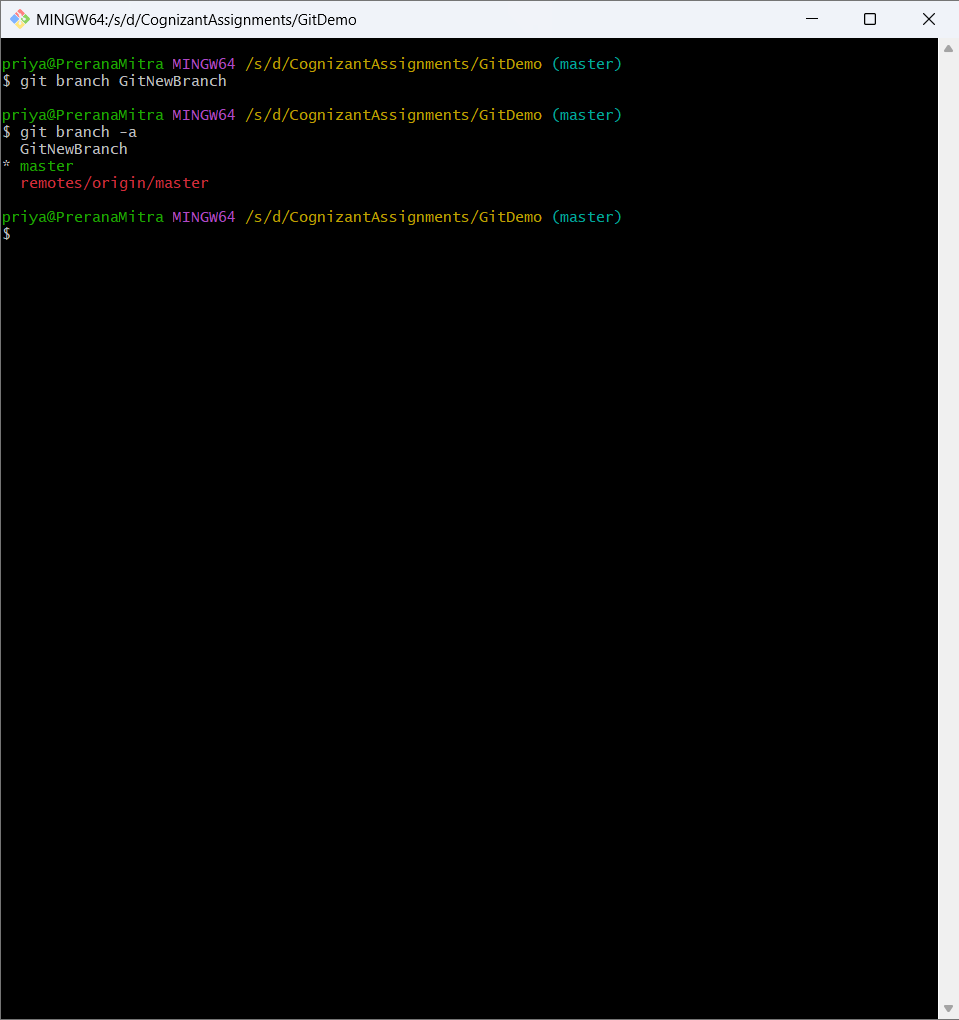 MINGW64:/s/d/CognizantAssignments/GitDemo
priya@PreranaMitra MINGW64 /s/d/CognizantAssignments/GitDemo (master)
$ git branch GitNewBranch
priya@PreranaMitra MINGW64 /s/d/CognizantAssignments/GitDemo (master)
$ git branch -a
  GitNewBranch
* master
  remotes/origin/master
priya@PreranaMitra MINGW64 /s/d/CognizantAssignments/GitDemo (master)
$